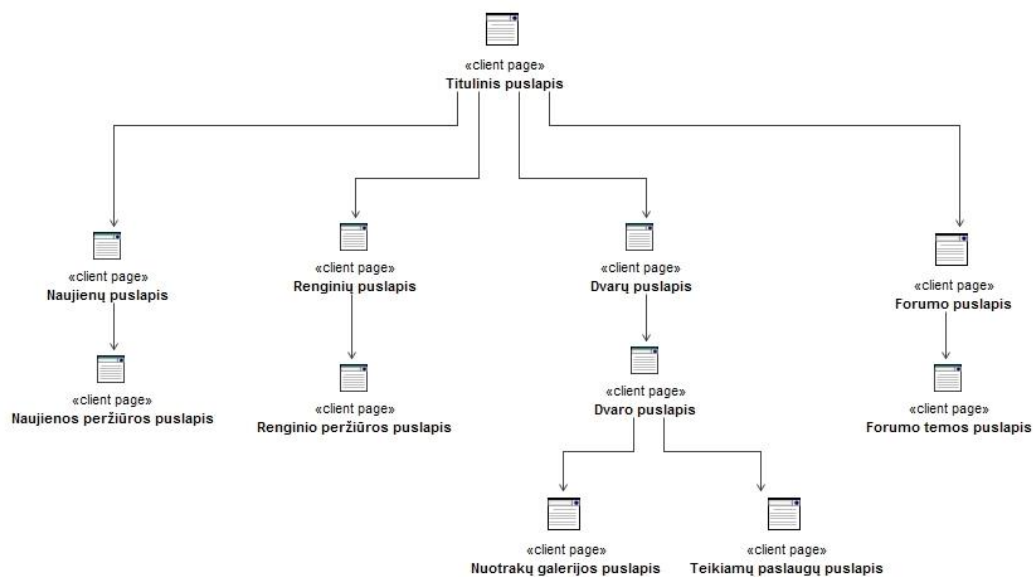 «client page»
Titulinis puslapis
«client page»
Naujienų puslapis
«client page»
Renginių puslapis
«client page»
Dvarų puslapis
«client page»
Forumo puslapis
«client page»
Naujienos peržiūros puslapis
«client page»
Renginio peržiūros puslapis
«client page»
Dvaro puslapis
«client page»
Forumo temos puslapis
«client page»
Nuotrakų galerijos puslapis
«client page»
Teikiamų paslaugų puslapis